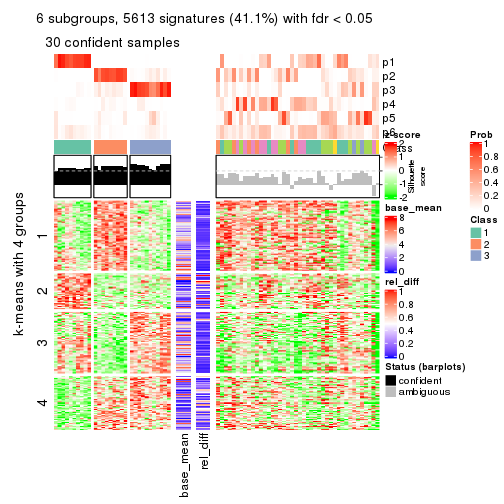 6 subgroups, 5613 signatures (41.1%) with fdr < 0.05
30 confident samples
p1
p2
p3
p4
p5
p6
Class
z-score
2
1
0
-1
-2
Silhouette
score
Prob
1
0.8
0.6
0.4
0.2
0
Class
1
2
3
base_mean
8
6
4
2
0
rel_diff
1
0.8
0.6
0.4
0.2
0
Status (barplots)
confident
ambiguous
k-means with 4 groups
1
2
3
4
base_mean
rel_diff